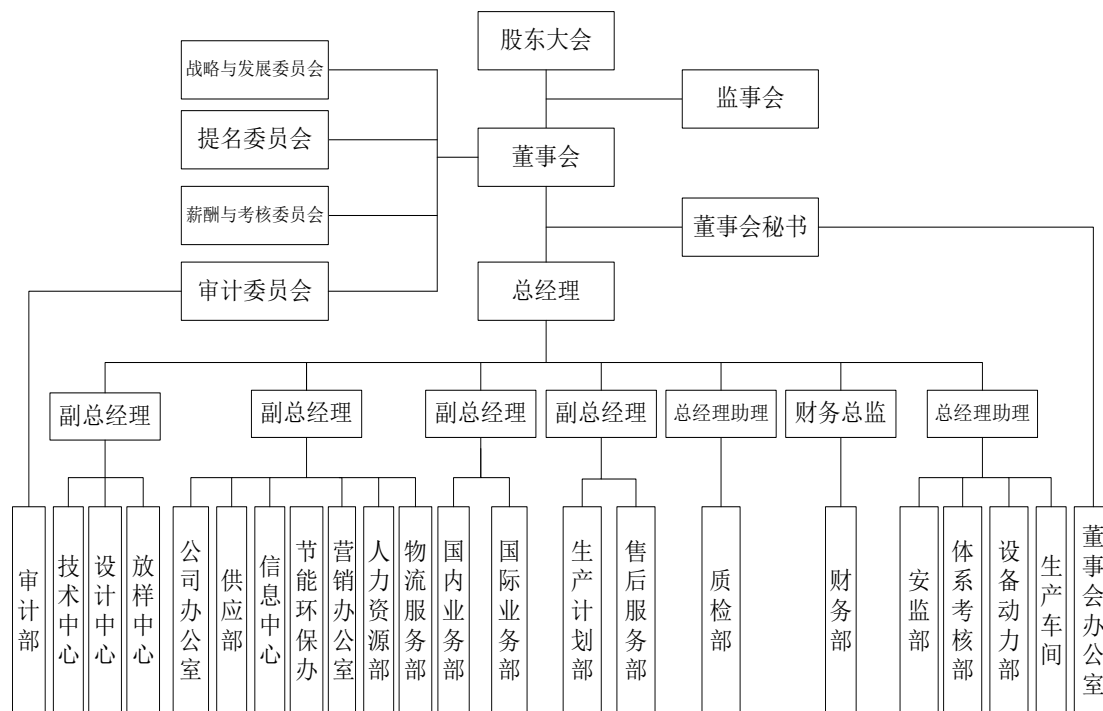 股东大会
战略与发展委员会
监事会
提名委员会
董事会
薪酬与考核委员会
董事会秘书
审计委员会
总经理
副总经理
副总经理
副总经理
副总经理
总经理助理
财务总监
总经理助理
审计部
技术中心
设计中心
放样中心
公司办公室
供应部
信息中心
节能环保办
营销办公室
人力资源部
物流服务部
国内业务部
国际业务部
生产计划部
售后服务部
质检部
财务部
安监部
体系考核部
设备动力部
生产车间
董事会办公室